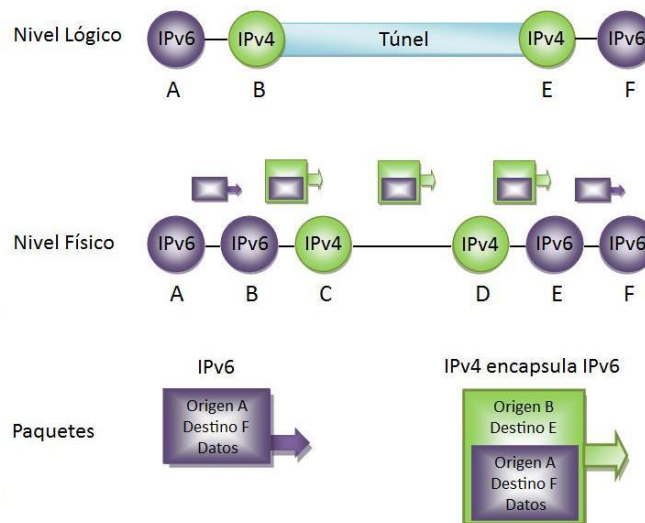 Nivel Lógico IPv6 IPv4 Túnel IPv4 IPv6
A B E F
Nivel Físico IPv6 IPv6 IPv4 IPv4 IPv6 IPv6
A B C D E F
IPv6
IPv4 encapsula IPv6
Paquetes
Origen A
Destino F
Datos
Origen B
Destino E
Origen A
Destino F
Datos